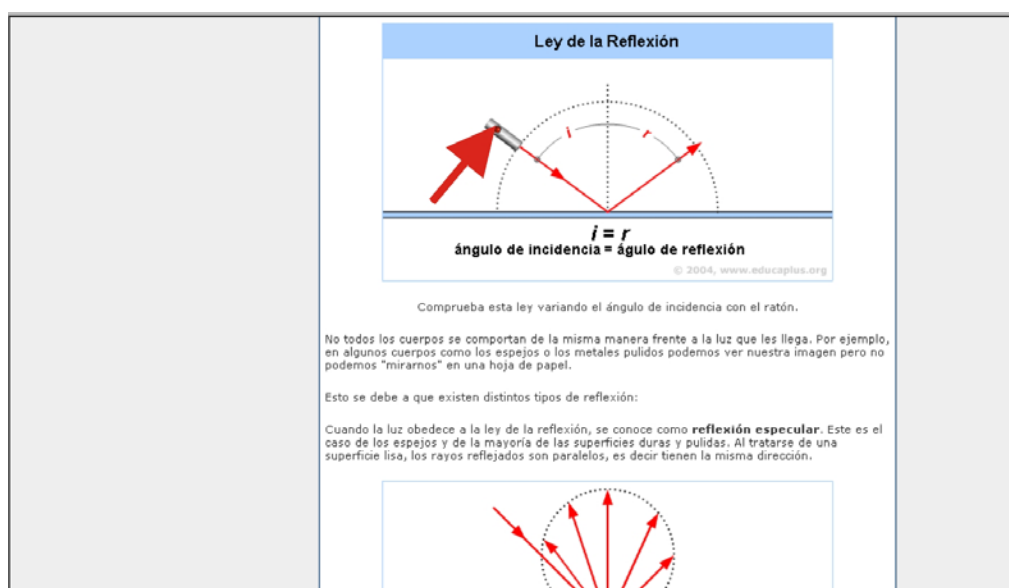 Ley de la Reflexión
i
r
i = r
ángulo de incidencia = águlo de reflexión
© 2004, www.educaplus.org
Comprueba esta ley variando el ángulo de incidencia con el ratón.
No todos los cuerpos se comportan de la misma manera frente a la luz que les llega. Por ejemplo,
en algunos cuerpos como los espejos o los metales pulidos podemos ver nuestra imagen pero no
podemos "mirarnos" en una hoja de papel.
Esto se debe a que existen distintos tipos de reflexión:
Cuando la luz obedece a la ley de la reflexión, se conoce como reflexión especular. Este es el
caso de los espejos y de la mayoría de las superficies duras y pulidas. Al tratarse de una
superficie lisa, los rayos reflejados son paralelos, es decir tienen la misma dirección.